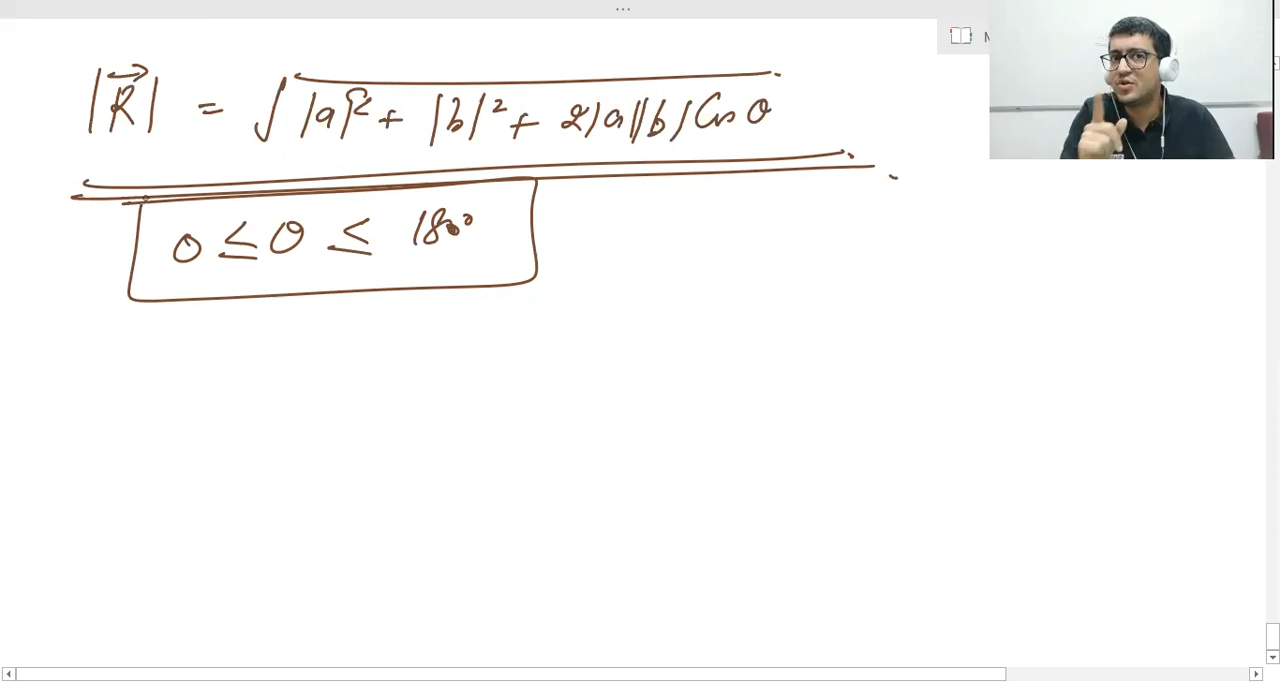 |R⃗| = √|a|² + |b|² + 2|a||b| Cos θ
0 ≤ θ ≤ 180°